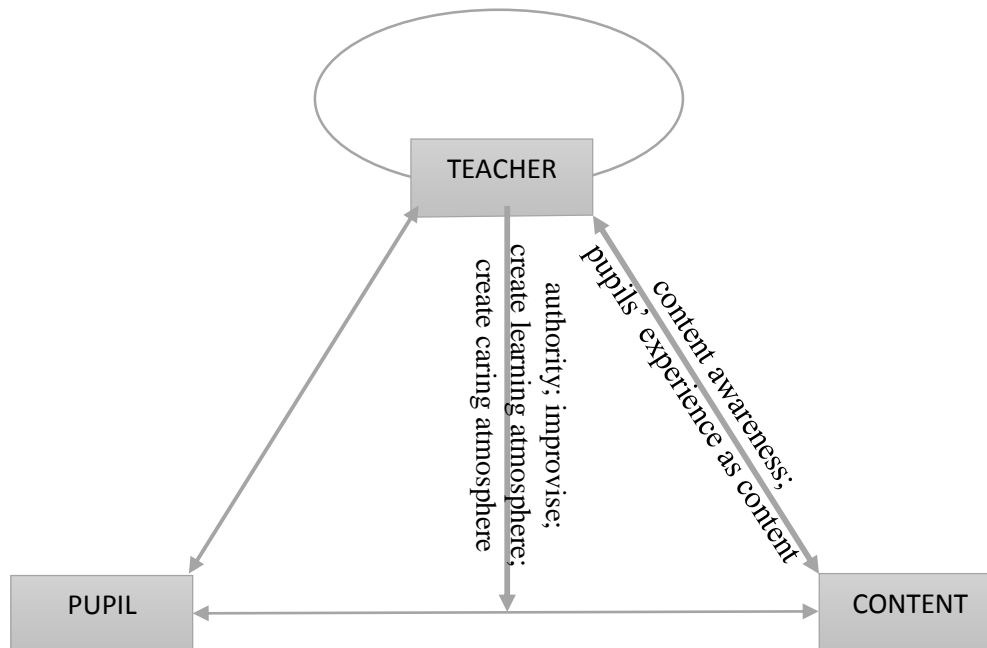 TEACHER
authority; improvise;
create learning atmosphere;
create caring atmosphere
content awareness;
pupils’ experience as content
PUPIL
CONTENT